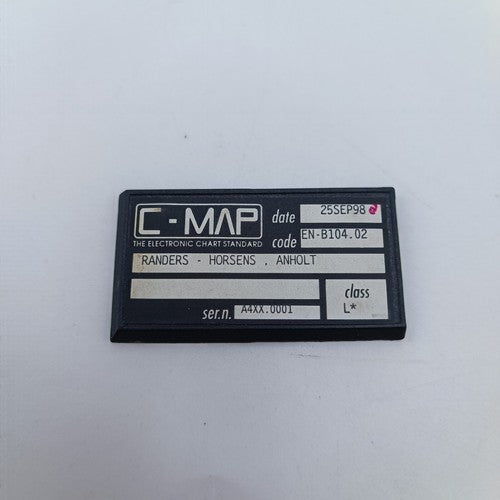 C-MAP
THE ELECTRONIC CHART STANDARD
date 25SEP98
code EN-B104.02
RANDERS - HORSENS , ANHOLT
ser.n. A4XX.0001
class
L*